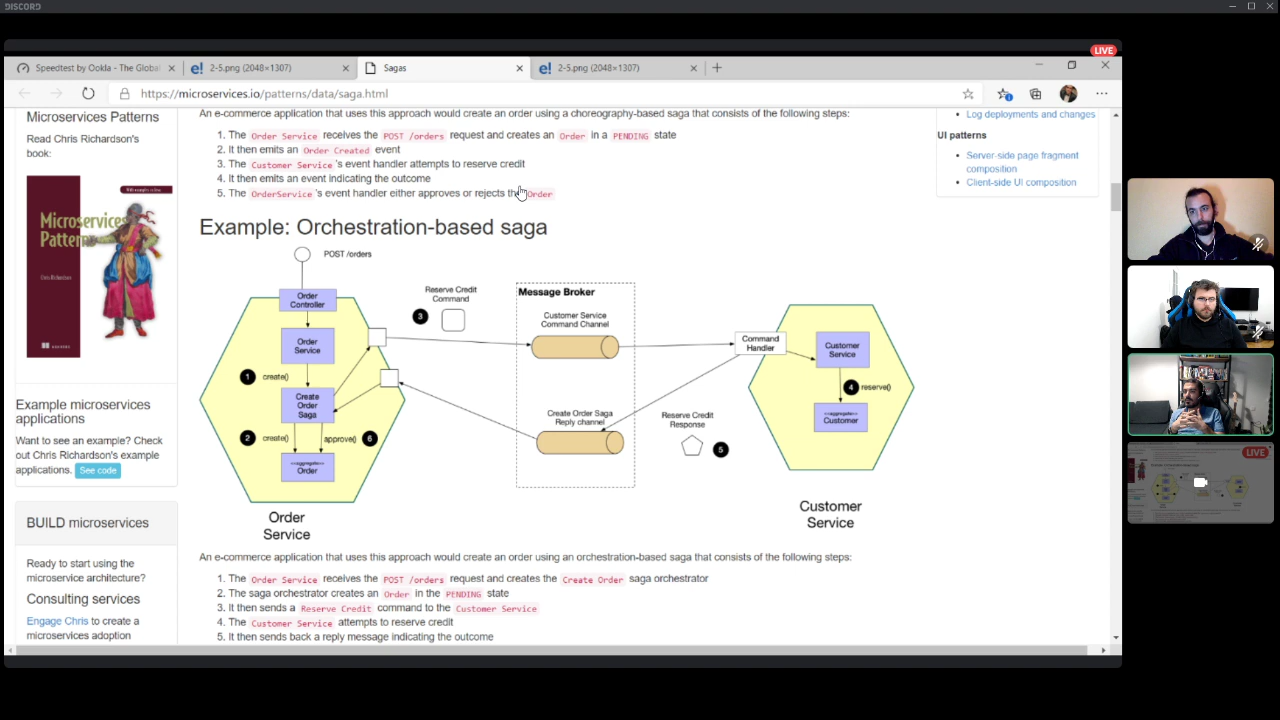 DISCORD
LIVE
Speedtest by Ookla - The Global
2-5.png (2048×1307)
Sagas
2-5.png (2048×1307)
https://microservices.io/patterns/data/saga.html
Microservices Patterns
Read Chris Richardson's
book:
Microservices
Patterns
Chris Richardson
MANNING
Example microservices
applications
Want to see an example? Check
out Chris Richardson's example
applications. See code
BUILD microservices
Ready to start using the
microservice architecture?
Consulting services
Engage Chris to create a
microservices adoption
An e-commerce application that uses this approach would create an order using a choreography-based saga that consists of the following steps:
1. The Order Service receives the POST /orders request and creates an Order in a PENDING state
2. It then emits an Order Created event
3. The Customer Service 's event handler attempts to reserve credit
4. It then emits an event indicating the outcome
5. The OrderService 's event handler either approves or rejects the Order
Example: Orchestration-based saga
POST /orders
Order
Controller
Order
Service
1 create()
Create
Order
Saga
2 create()
approve() 6
«aggregate»
Order
Order
Service
Reserve Credit
Command
3
Message Broker
Customer Service
Command Channel
Create Order Saga
Reply channel
Reserve Credit
Response
5
Command
Handler
Customer
Service
4 reserve()
«aggregate»
Customer
Customer
Service
An e-commerce application that uses this approach would create an order using an orchestration-based saga that consists of the following steps:
1. The Order Service receives the POST /orders request and creates the Create Order saga orchestrator
2. The saga orchestrator creates an Order in the PENDING state
3. It then sends a Reserve Credit command to the Customer Service
4. The Customer Service attempts to reserve credit
5. It then sends back a reply message indicating the outcome
Log deployments and changes
UI patterns
Server-side page fragment
composition
Client-side UI composition
LIVE